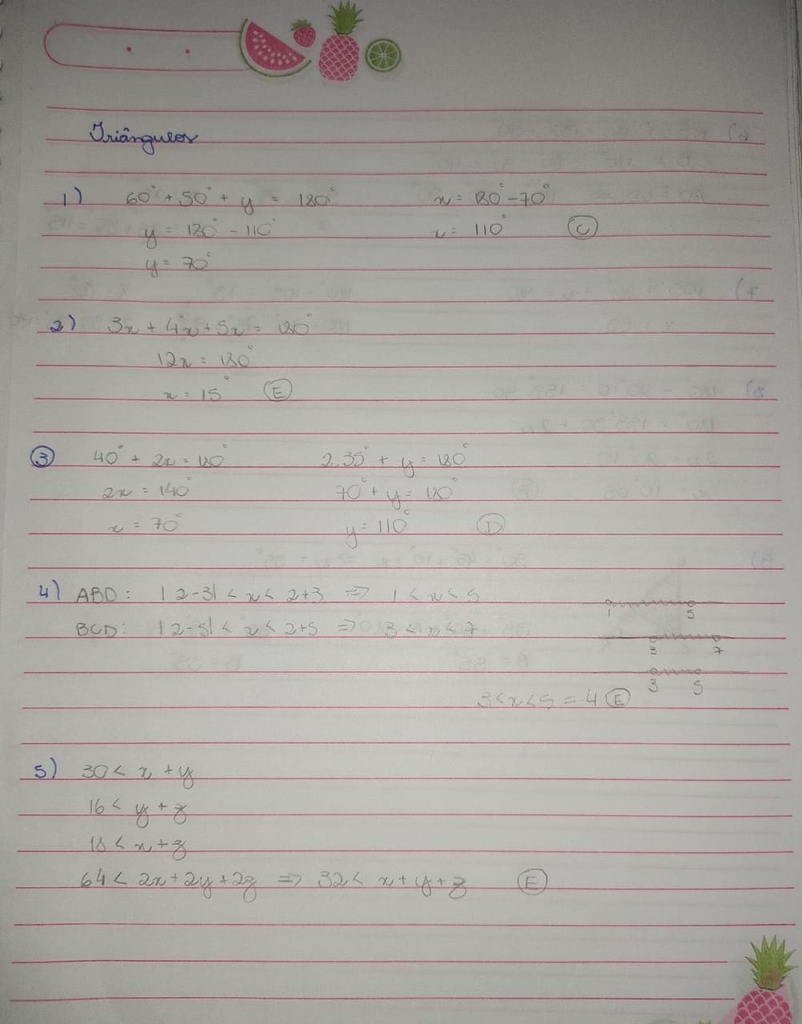 Triângulos
1) 60° + 50° + y = 180° x = 180° - 70°
y = 180° - 110° x = 110° (C)
y = 70°
2) 3x + 4x + 5x = 180°
12x = 180°
x = 15° (E)
(3) 40° + 2x = 180° 2.35° + y = 180°
2x = 140° 70° + y = 180°
x = 70° y = 110° (D)
4) ABD: |2-3| < x < 2+3 ⇒ 1 < x < 5
1 5
BCD: |2-5| < x < 2+5 ⇒ 3 < x < 7
3 7
3 5
3 < x < 5 = 4 (E)
5) 30 < x + y
16 < y + z
18 < x + z
64 < 2x + 2y + 2z ⇒ 32 < x + y + z (E)